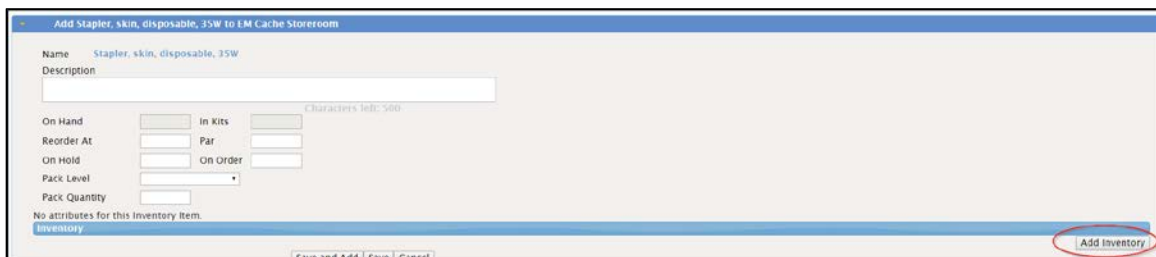 Add Stapler, skin, disposable, 35W to EM Cache Storeroom
Name Stapler, skin, disposable, 35W
Description
Characters left: 500
On Hand In Kits
Reorder At Par
On Hold On Order
Pack Level
Pack Quantity
No attributes for this Inventory Item.
Inventory
Add Inventory
Save and Add Save Cancel